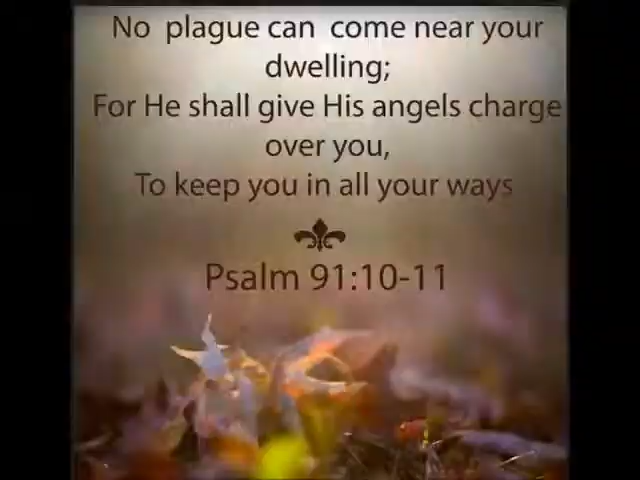 No plague can come near your
dwelling;
For He shall give His angels charge
over you,
To keep you in all your ways
Psalm 91:10-11